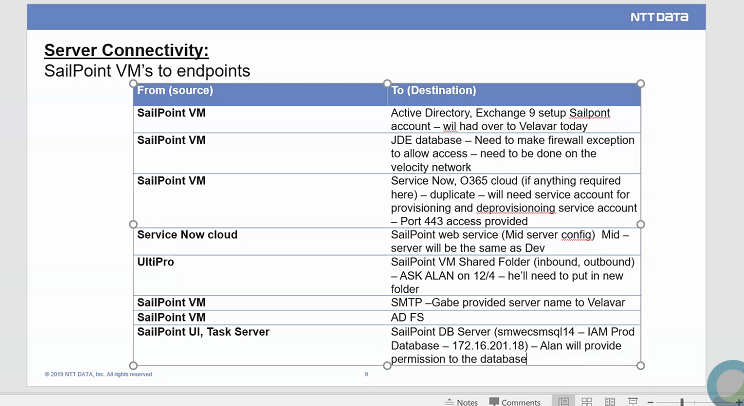 NTT DATA
Server Connectivity:
SailPoint VM's to endpoints
From (source)
To (Destination)
SailPoint VM
Active Directory, Exchange 9 setup Sailpont
account – wil had over to Velavar today
SailPoint VM
JDE database – Need to make firewall exception
to allow access – need to be done on the
velocity network
SailPoint VM
Service Now, O365 cloud (if anything required
here) – duplicate – will need service account for
provisioning and deprovisionoing service account
– Port 443 access provided
Service Now cloud
SailPoint web service (Mid server config) Mid –
server will be the same as Dev
UltiPro
SailPoint VM Shared Folder (inbound, outbound)
– ASK ALAN on 12/4 – he'll need to put in new
folder
SailPoint VM
SMTP –Gabe provided server name to Velavar
SailPoint VM
AD FS
SailPoint UI, Task Server
SailPoint DB Server (smwecsmsql14 – IAM Prod
Database – 172.16.201.18) – Alan will provide
permission to the database
© 2019 NTT DATA, Inc. All rights reserved.
9
Notes
Comments